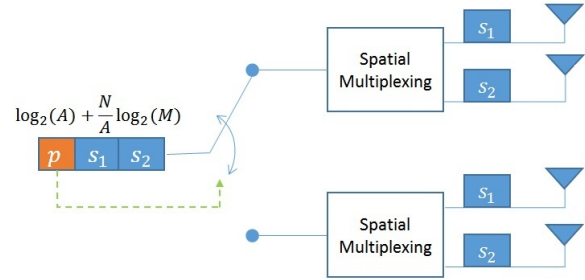 s₁
Spatial
Multiplexing
s₂
log₂(A) + N/A log₂(M)
p s₁ s₂
s₁
Spatial
Multiplexing
s₂